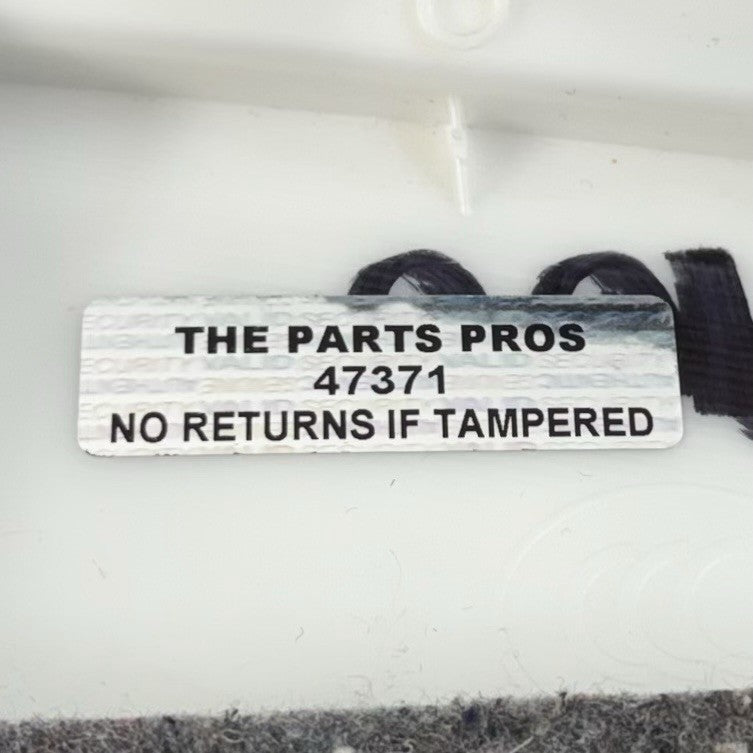 THE PARTS PROS
47371
NO RETURNS IF TAMPERED